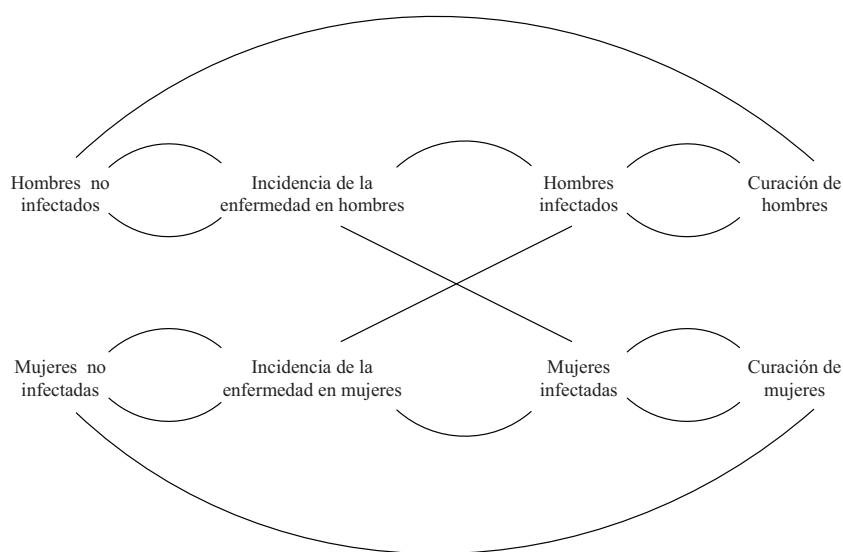 Hombres no
infectados
Incidencia de la
enfermedad en hombres
Hombres
infectados
Curación de
hombres
Mujeres no
infectadas
Incidencia de la
enfermedad en mujeres
Mujeres
infectadas
Curación de
mujeres